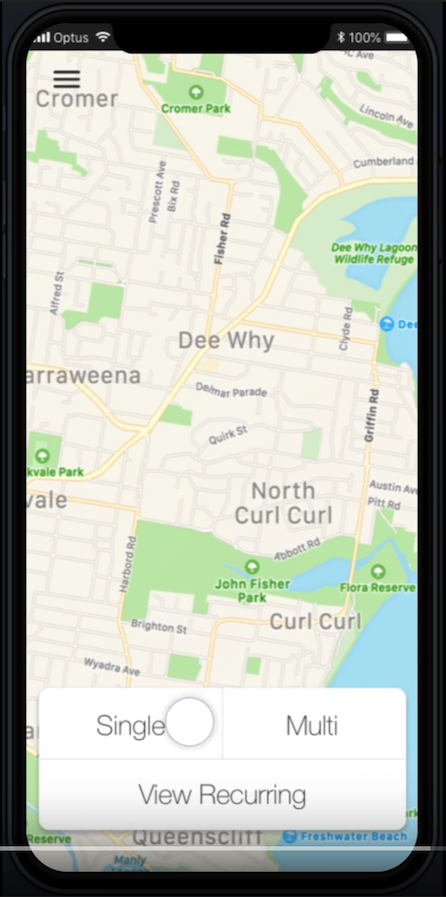 Optus
100%
Cromer
Cromer Park
Lincoln Ave
Cumberland
Prescott Ave
Bix Rd
Fisher Rd
Dee Why Lagoon
Wildlife Refuge
Alfred St
Clyde Rd
Dee
Dee Why
arraweena
Delmar Parade
Griffin Rd
Quirk St
kvale Park
vale
North
Curl Curl
Austin Av
Pitt Rd
Abbott Rd
Harbord Rd
John Fisher
Park
Flora Reserve
Brighton St
Curl Curl
Wyadra Ave
Single
Multi
View Recurring
Reserve
Queenscliff
Freshwater Beach
Manly